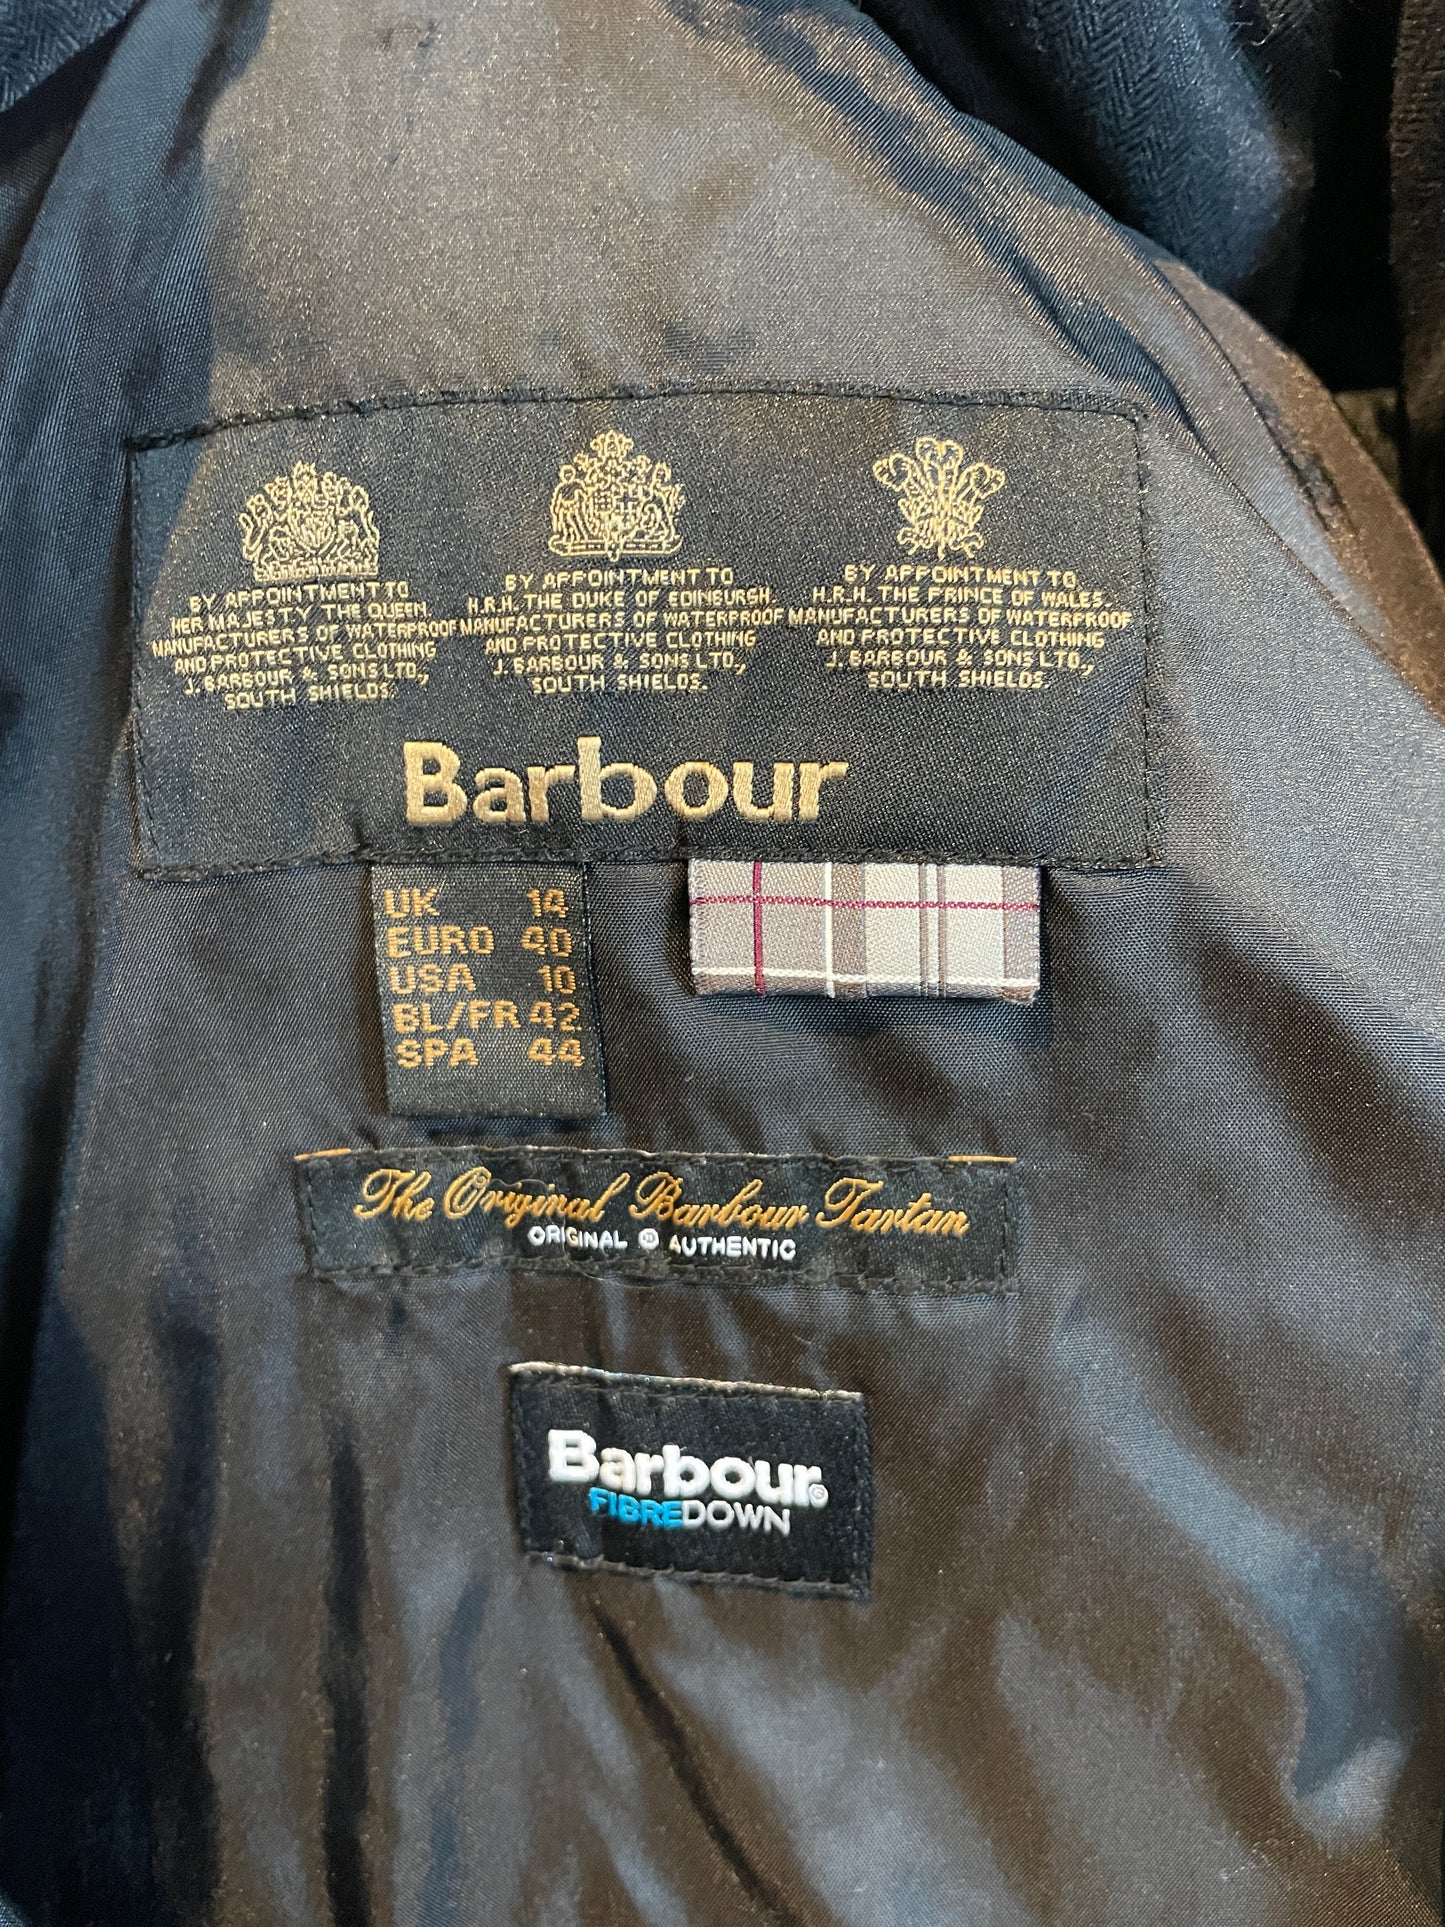 BY APPOINTMENT TO
HER MAJESTY THE QUEEN.
MANUFACTURERS OF WATERPROOF
AND PROTECTIVE CLOTHING
J. BARBOUR & SONS LTD.,
SOUTH SHIELDS.
BY APPOINTMENT TO
H.R.H. THE DUKE OF EDINBURGH.
MANUFACTURERS OF WATERPROOF
AND PROTECTIVE CLOTHING
J. BARBOUR & SONS LTD.,
SOUTH SHIELDS.
BY APPOINTMENT TO
H.R.H. THE PRINCE OF WALES.
MANUFACTURERS OF WATERPROOF
AND PROTECTIVE CLOTHING
J. BARBOUR & SONS LTD.,
SOUTH SHIELDS.
Barbour
UK 14
EURO 40
USA 10
BL/FR 42
SPA 44
The Original Barbour Tartan
ORIGINAL AUTHENTIC
Barbour
FIBREDOWN